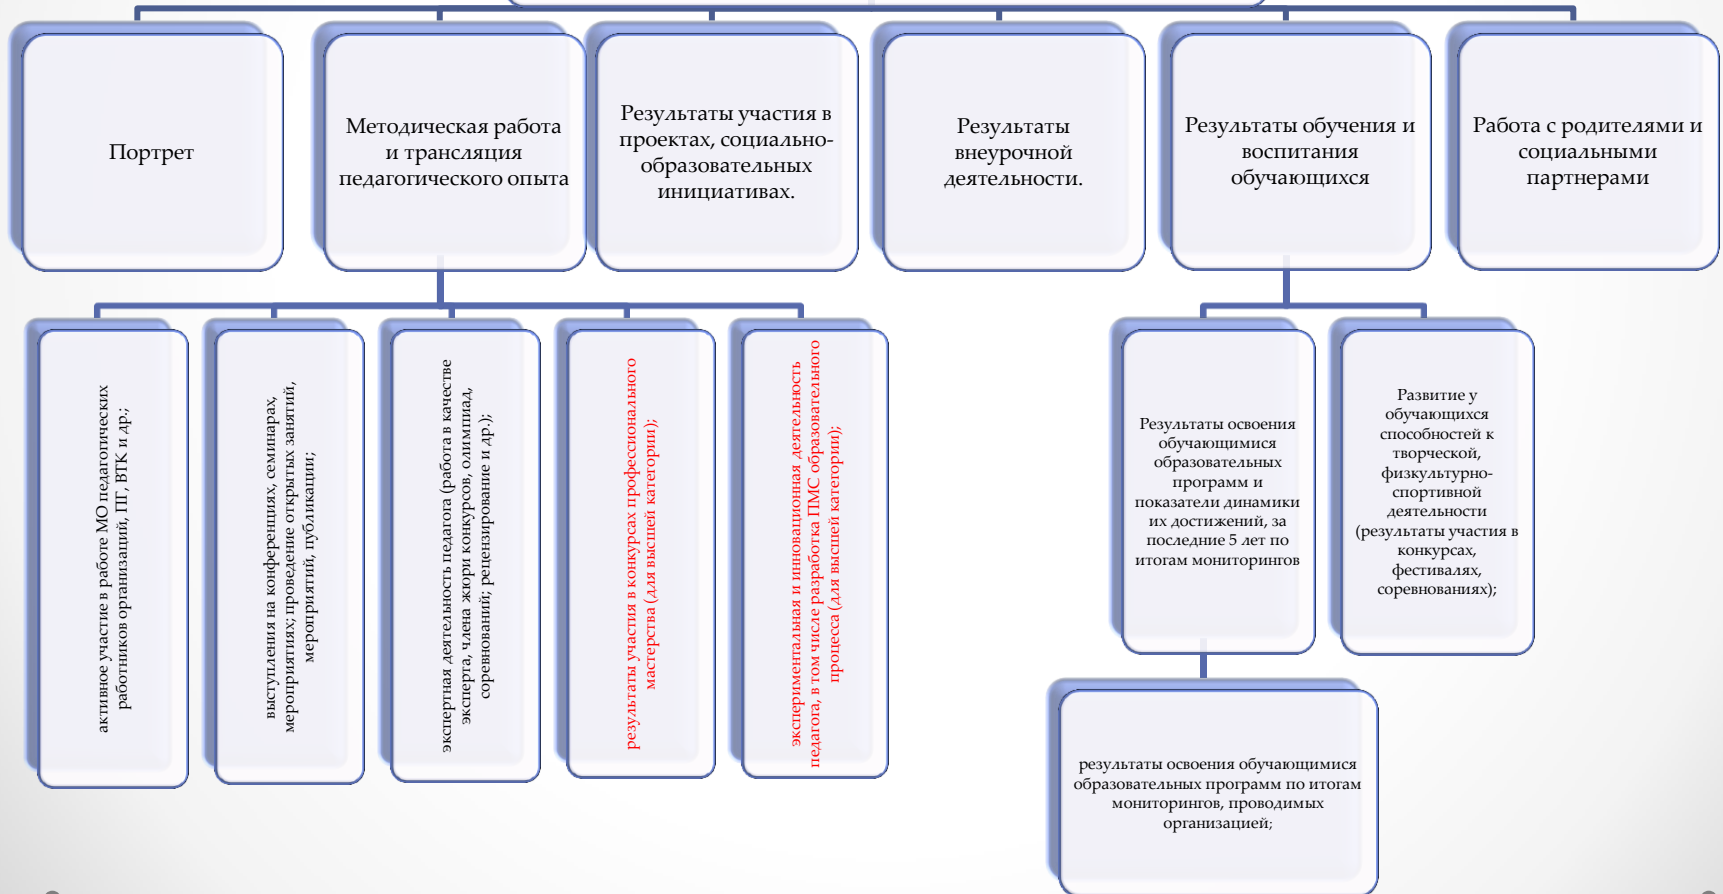 Портрет
Методическая работа
и трансляция
педагогического опыта
Результаты участия в
проектах, социально-
образовательных
инициативах.
Результаты
внеурочной
деятельности.
Результаты обучения и
воспитания
обучающихся
Работа с родителями и
социальными
партнерами
активное участие в работе МО педагогических
работников организаций, ПГ, ВТК и др.;
выступления на конференциях, семинарах,
мероприятиях; проведение открытых занятий,
мероприятий, публикации;
экспертная деятельность педагога (работа в качестве
эксперта, члена жюри конкурсов, олимпиад,
соревнований; рецензирование и др.);
результаты участия в конкурсах профессионального
мастерства (для высшей категории);
экспериментальная и инновационная деятельность
педагога, в том числе разработка ПМС образовательного
процесса (для высшей категории);
Результаты освоения
обучающимися
образовательных
программ и
показатели динамики
их достижений, за
последние 5 лет по
итогам мониторингов
Развитие у
обучающихся
способностей к
творческой,
физкультурно-
спортивной
деятельности
(результаты участия в
конкурсах,
фестивалях,
соревнованиях);
результаты освоения обучающимися
образовательных программ по итогам
мониторингов, проводимых
организацией;